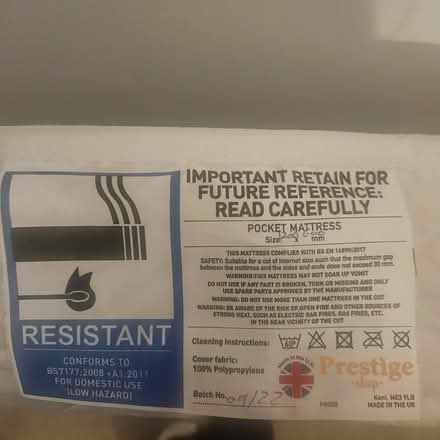 RESISTANT
CONFORMS TO
BS7177:2008+A1:2011
FOR DOMESTIC USE
(LOW HAZARD)
IMPORTANT RETAIN FOR
FUTURE REFERENCE:
READ CAREFULLY
POCKET MATTRESS
Size: x mm
THIS MATTRESS COMPLIES WITH BS EN 16890:2017
SAFETY: Suitable for a cot of internal size such that the maximum gap
between the mattress and the sides and ends does not exceed 30 mm.
WARNING:THIS MATTRESS MAY NOT SOAK UP VOMIT
DO NOT USE IF ANY PART IS BROKEN, TORN OR MISSING AND ONLY
USE SPARE PARTS APPROVED BY THE MANUFACTURER
WARNING: DO NOT USE MORE THAN ONE MATTRESS IN THE COT
WARNING: BE AWARE OF THE RISK OF OPEN FIRE AND OTHER SOURCES OF
STRONG HEAT, SUCH AS ELECTRIC BAR FIRES, GAS FIRES, ETC.
IN THE NEAR VICINITY OF THE COT
Cleaning Instructions:
Cover fabric:
100% Polypropylene
Batch No. 09/22
Prestige
slup
Kent. ME3 9LB
MADE IN THE UK